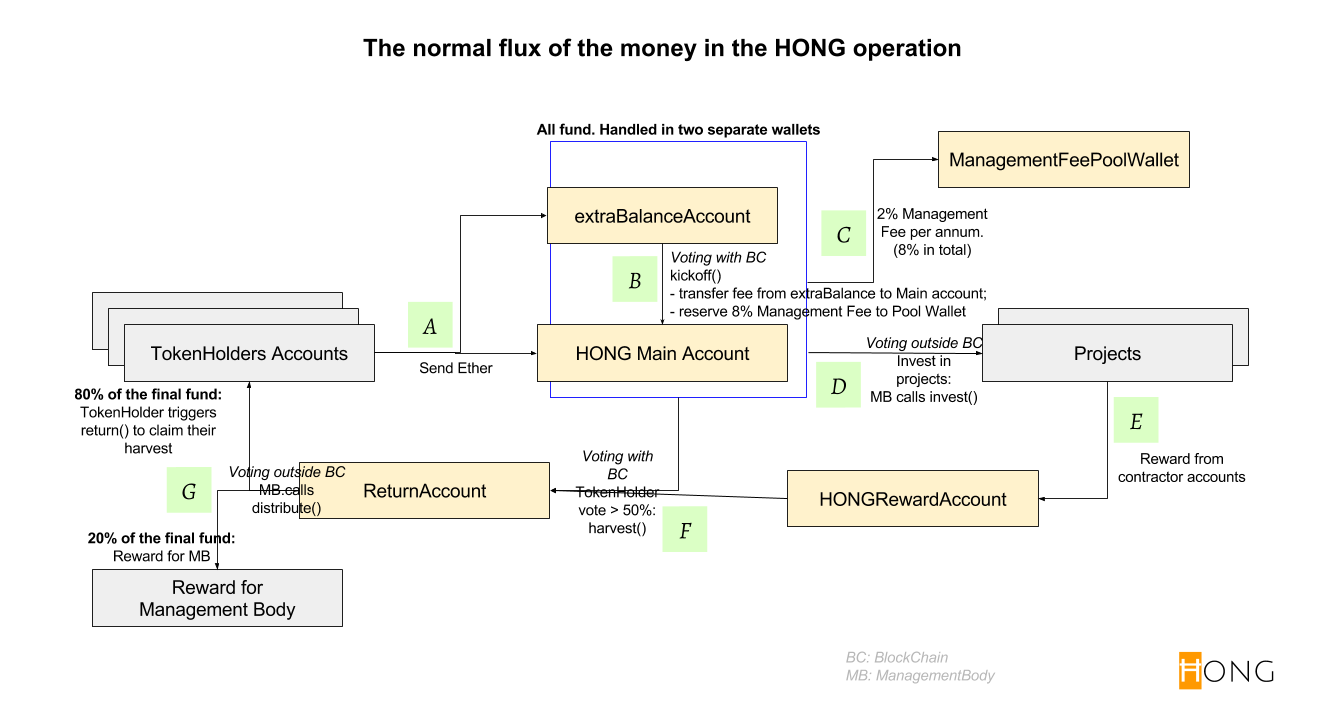 The normal flux of the money in the HONG operation
All fund. Handled in two separate wallets
ManagementFeePoolWallet
extraBalanceAccount
C
2% Management
Fee per annum.
(8% in total)
B
Voting with BC
kickoff()
- transfer fee from extraBalance to Main account;
- reserve 8% Management Fee to Pool Wallet
A
Send Ether
TokenHolders Accounts
HONG Main Account
Voting outside BC
Invest in
projects:
MB calls invest()
D
Projects
E
Reward from
contractor accounts
80% of the final fund:
TokenHolder triggers
return() to claim their
harvest
G
Voting outside BC
MB calls
distribute()
ReturnAccount
Voting with
BC
TokenHolder
vote > 50%:
harvest()
F
HONGRewardAccount
20% of the final fund:
Reward for MB
Reward for
Management Body
BC: BlockChain
MB: ManagementBody
HONG